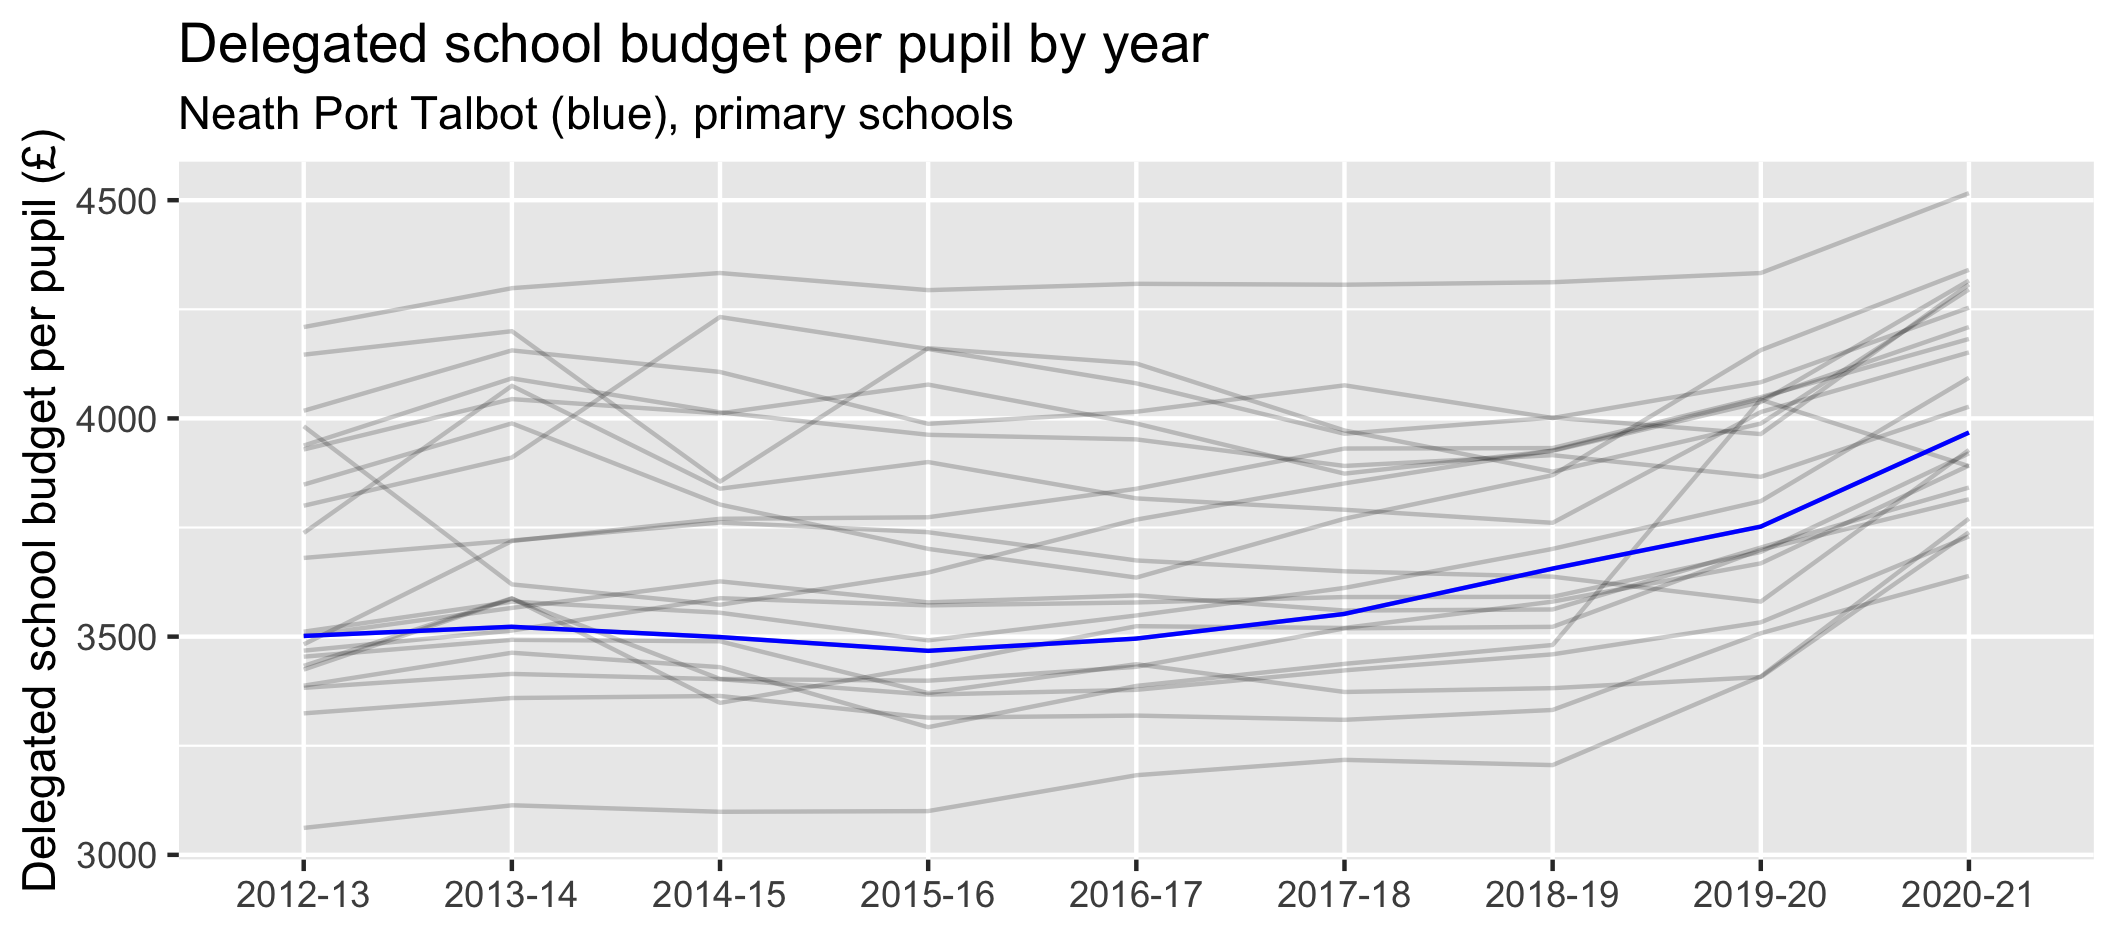 Delegated school budget per pupil by year
Neath Port Talbot (blue), primary schools
Delegated school budget per pupil (£)
4500
4000
3500
3000
2012-13 2013-14 2014-15 2015-16 2016-17 2017-18 2018-19 2019-20 2020-21